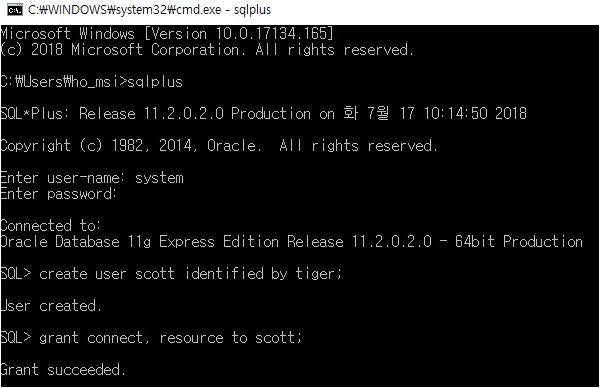 C:₩WINDOWS₩system32₩cmd.exe - sqlplus
Microsoft Windows [Version 10.0.17134.165]
(c) 2018 Microsoft Corporation. All rights reserved.
C:₩Users₩ho_msi>sqlplus
SQL*Plus: Release 11.2.0.2.0 Production on 화 7월 17 10:14:50 2018
Copyright (c) 1982, 2014, Oracle.  All rights reserved.
Enter user-name: system
Enter password:
Connected to:
Oracle Database 11g Express Edition Release 11.2.0.2.0 - 64bit Production
SQL> create user scott identified by tiger;
User created.
SQL> grant connect, resource to scott;
Grant succeeded.